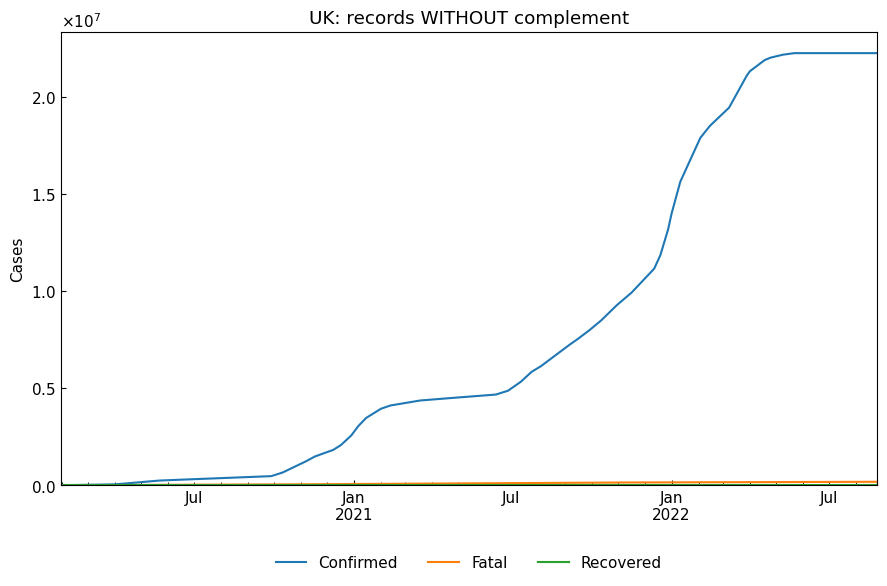 UK: records WITHOUT complement
×10⁷
Cases
2.0
1.5
1.0
0.5
0.0
Jul Jan Jul Jan Jul
2021 2022
Confirmed Fatal Recovered